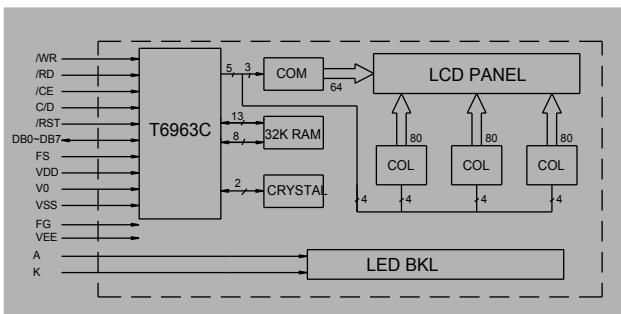 /WR
/RD
/CE
C/D
/RST
DB0~DB7
FS
VDD
V0
VSS
FG
VEE
A
K
T6963C
5
3
COM
64
LCD PANEL
13
8
32K RAM
2
CRYSTAL
80
80
80
COL
COL
COL
4
4
4
4
LED BKL